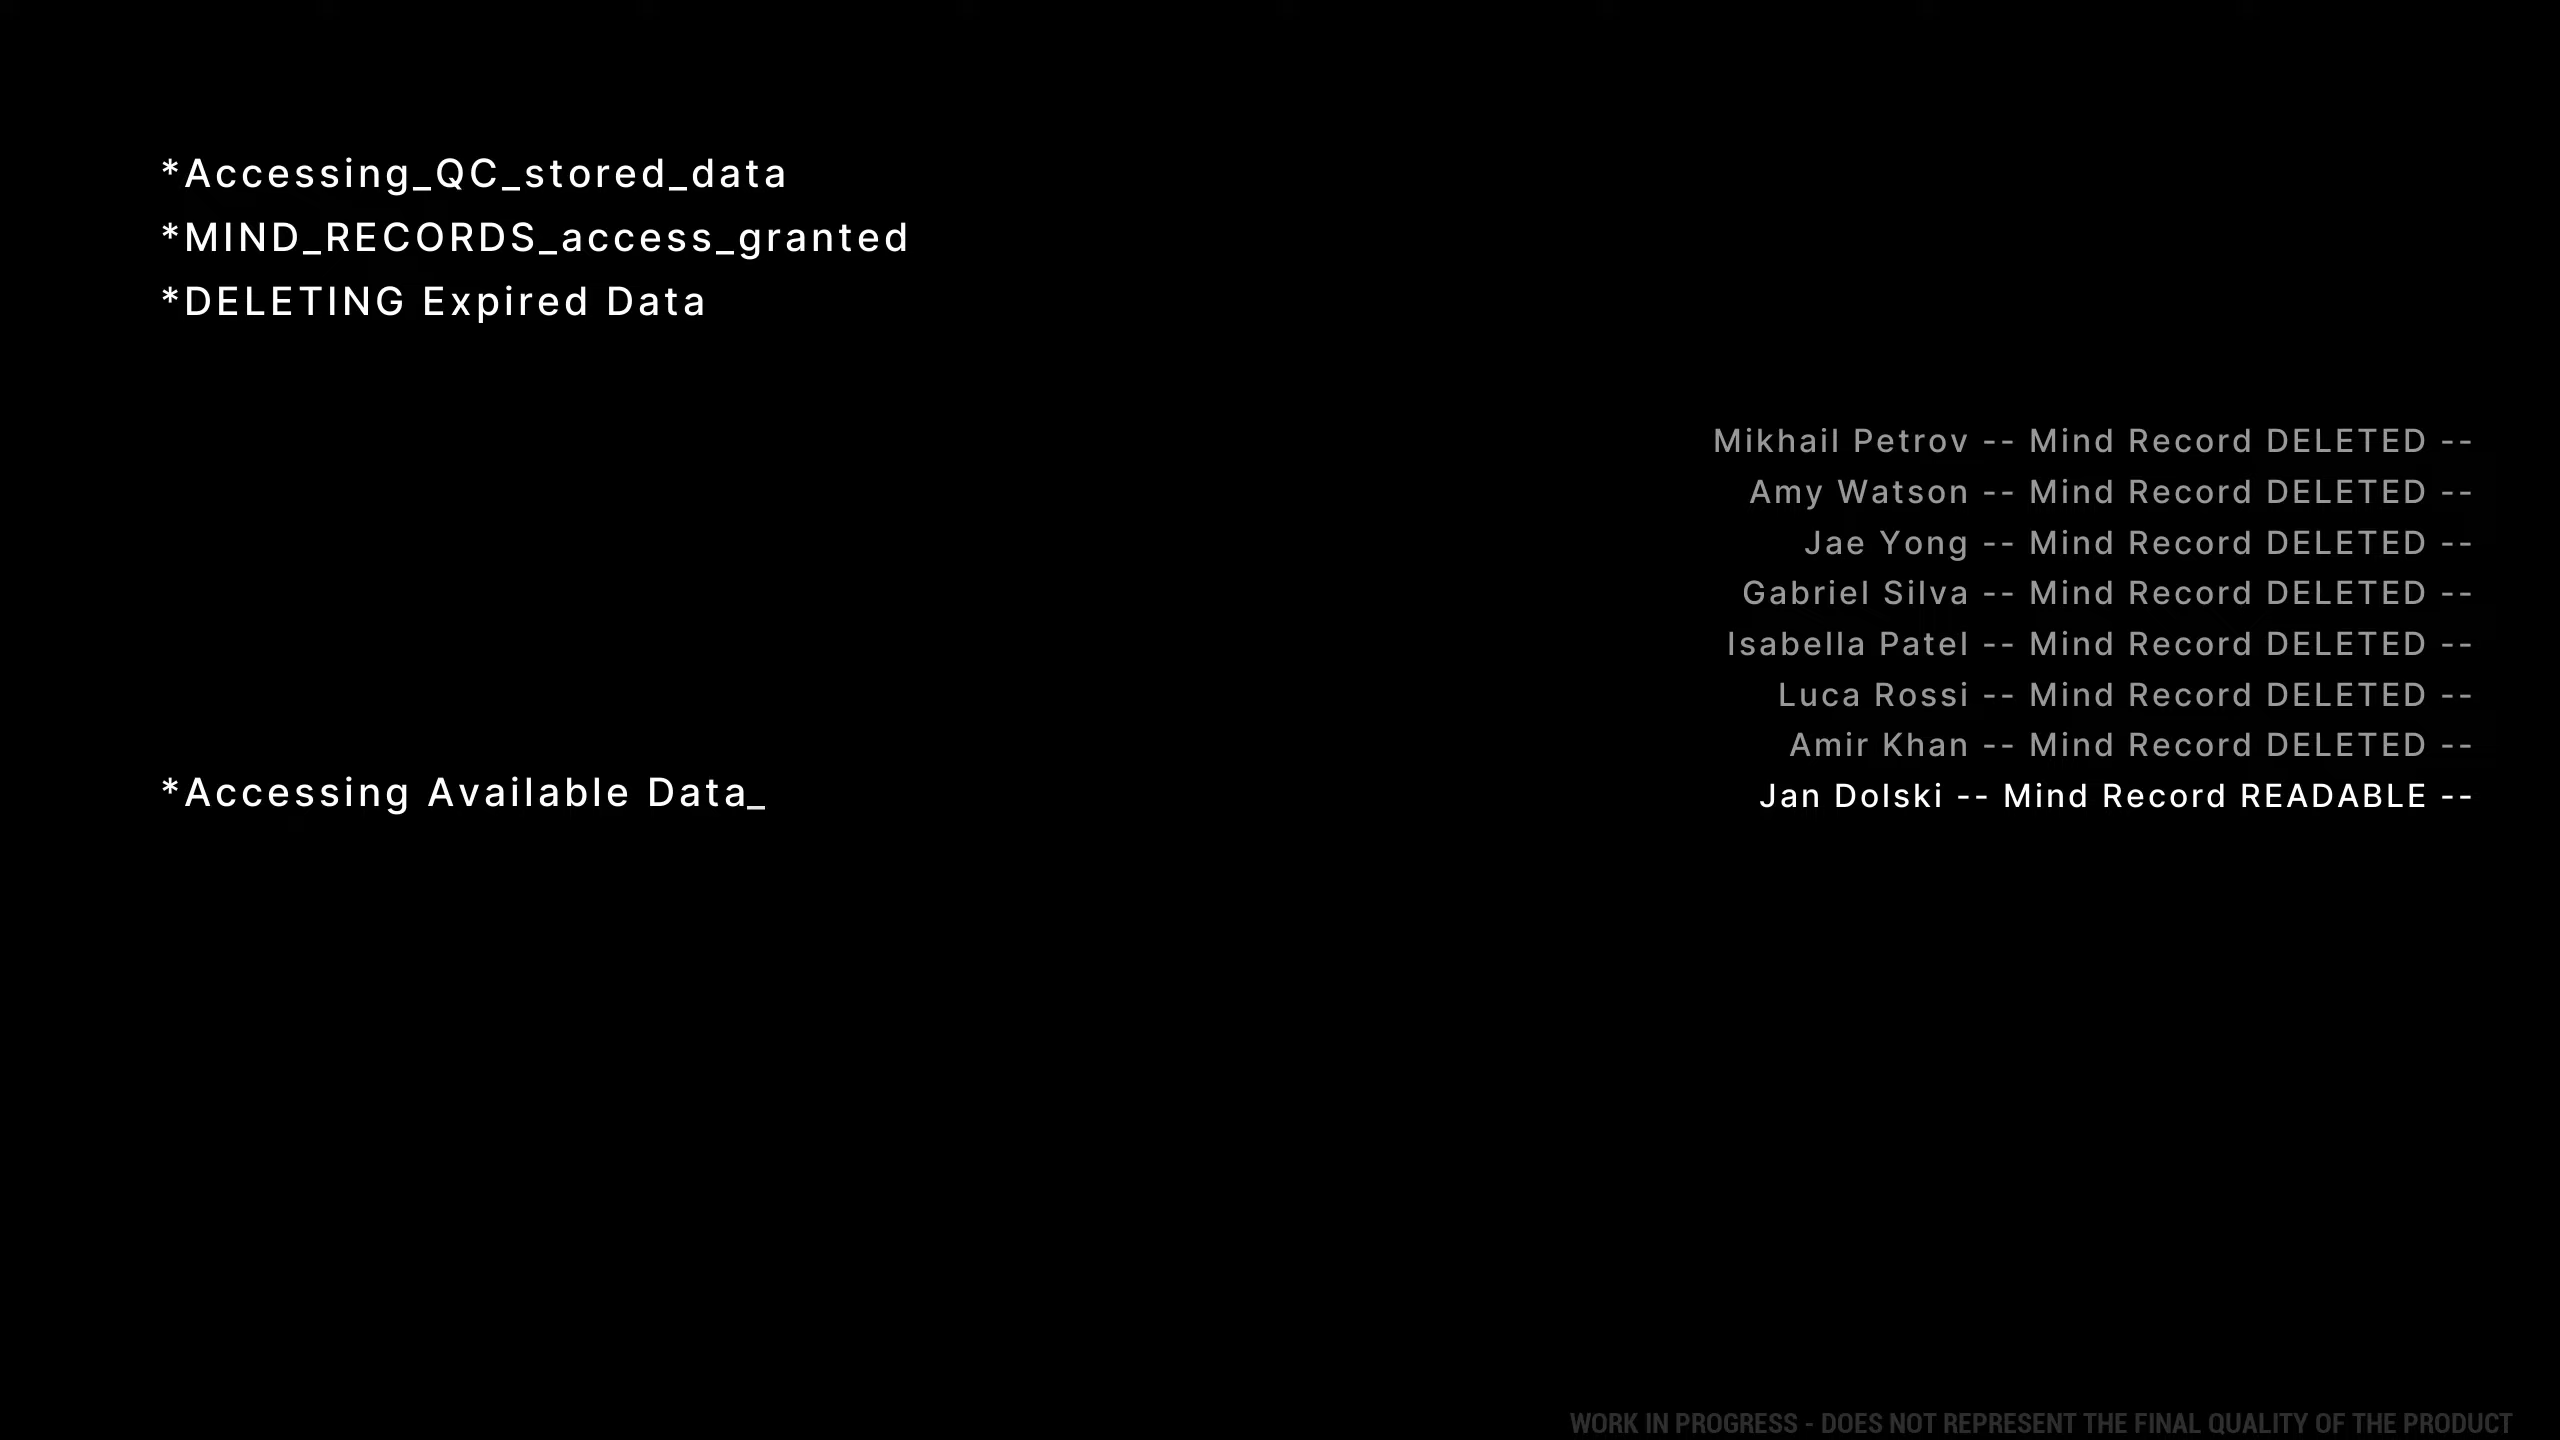 *Accessing_QC_stored_data
*MIND_RECORDS_access_granted
*DELETING Expired Data
Mikhail Petrov -- Mind Record DELETED --
Amy Watson -- Mind Record DELETED --
Jae Yong -- Mind Record DELETED --
Gabriel Silva -- Mind Record DELETED --
Isabella Patel -- Mind Record DELETED --
Luca Rossi -- Mind Record DELETED --
Amir Khan -- Mind Record DELETED --
*Accessing Available Data_
Jan Dolski -- Mind Record READABLE --
WORK IN PROGRESS - DOES NOT REPRESENT THE FINAL QUALITY OF THE PRODUCT